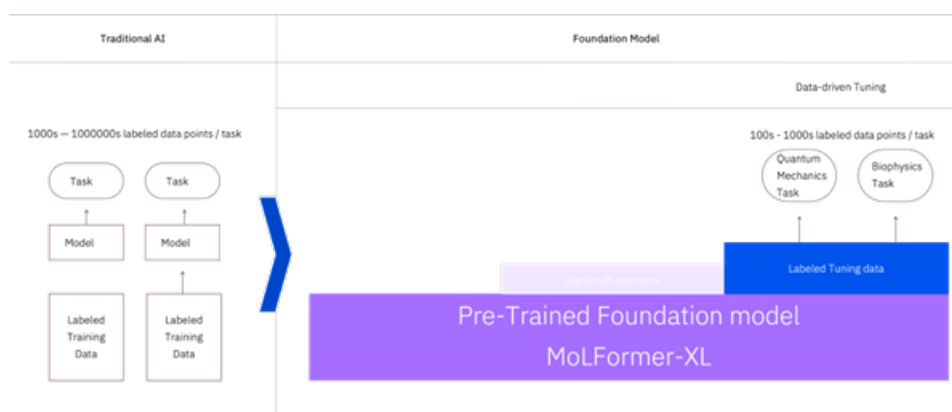 Traditional AI
Foundation Model
Data-driven Tuning
1000s — 1000000s labeled data points / task
100s - 1000s labeled data points / task
Task
Task
Quantum
Mechanics
Task
Biophysics
Task
Model
Model
Labeled Tuning data
Handcraft examples
Labeled
Training
Data
Labeled
Training
Data
Pre-Trained Foundation model
MoLFormer-XL